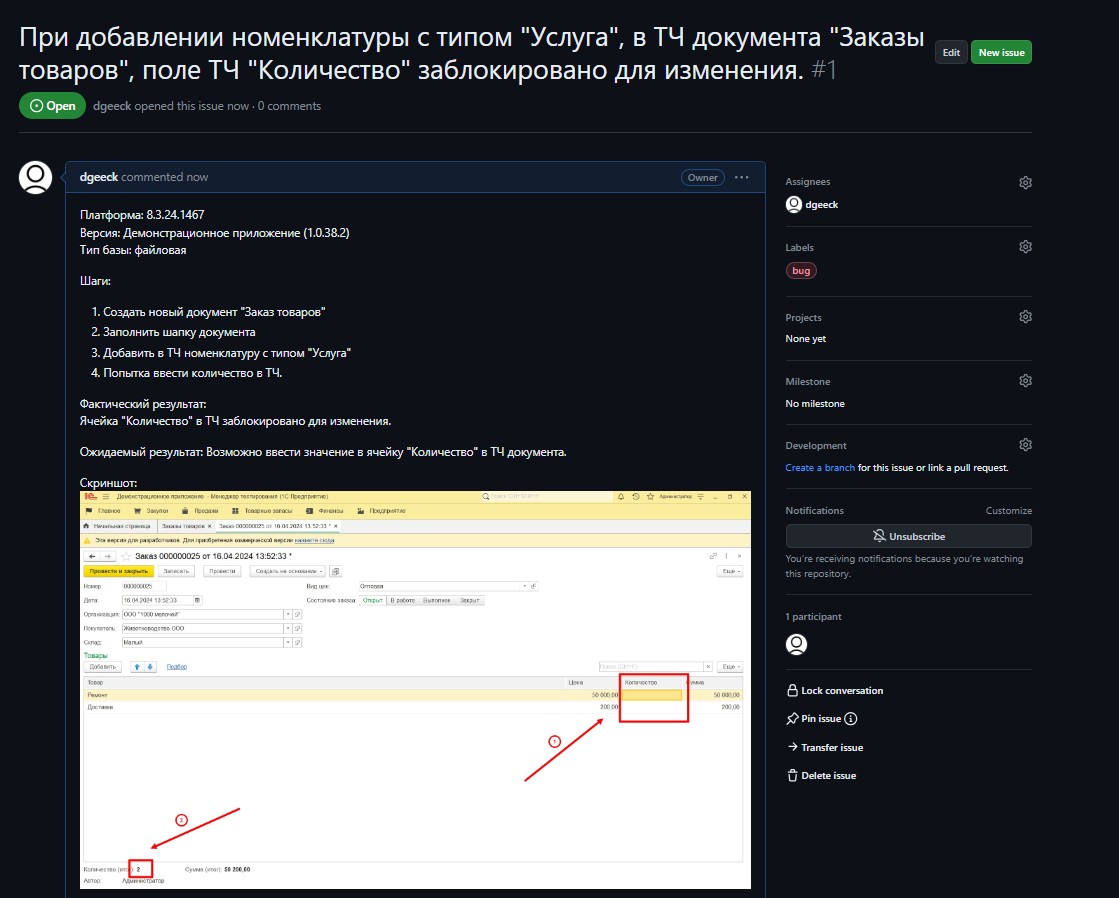 При добавлении номенклатуры с типом "Услуга", в ТЧ документа "Заказы
товаров", поле ТЧ "Количество" заблокировано для изменения. #1
Edit
New issue
Open
dgeeck opened this issue now · 0 comments
dgeeck commented now
Owner
Платформа: 8.3.24.1467
Версия: Демонстрационное приложение (1.0.38.2)
Тип базы: файловая
Шаги:
1. Создать новый документ "Заказ товаров"
2. Заполнить шапку документа
3. Добавить в ТЧ номенклатуру с типом "Услуга"
4. Попытка ввести количество в ТЧ.
Фактический результат:
Ячейка "Количество" в ТЧ заблокировано для изменения.
Ожидаемый результат: Возможно ввести значение в ячейку "Количество" в ТЧ документа.
Скриншот:
Демонстрационное приложение - Менеджер тестирования (1С:Предприятие)
Поиск Ctrl+Shift+F
Администратор
Главное
Закупки
Продажи
Товарные запасы
Финансы
Предприятие
Начальная страница
Заказы товаров ×
Заказ 000000025 от 16.04.2024 13:52:33 * ×
Эта версия для разработчиков. Для приобретения коммерческой версии нажмите сюда
Заказ 000000025 от 16.04.2024 13:52:33 *
Провести и закрыть
Записать
Провести
Создать на основании
Еще
Номер:
000000025
Вид цен:
Оптовая
Дата:
16.04.2024 13:52:33
Состояние заказа:
Открыт
В работе
Выполнен
Закрыт
Организация:
ООО "1000 мелочей"
Покупатель:
Животноводство ООО
Склад:
Малый
Товары
Добавить
Подбор
Поиск (Ctrl+F)
Еще
Товар
Цена
Количество
Сумма
Ремонт
50 000,00
50 000,00
Доставка
200,00
200,00
1
2
Количество (итог): 2
Сумма (итог): 50 200,00
Автор: Администратор
Assignees
dgeeck
Labels
bug
Projects
None yet
Milestone
No milestone
Development
Create a branch for this issue or link a pull request.
Notifications
Customize
Unsubscribe
You're receiving notifications because you're watching
this repository.
1 participant
Lock conversation
Pin issue
Transfer issue
Delete issue